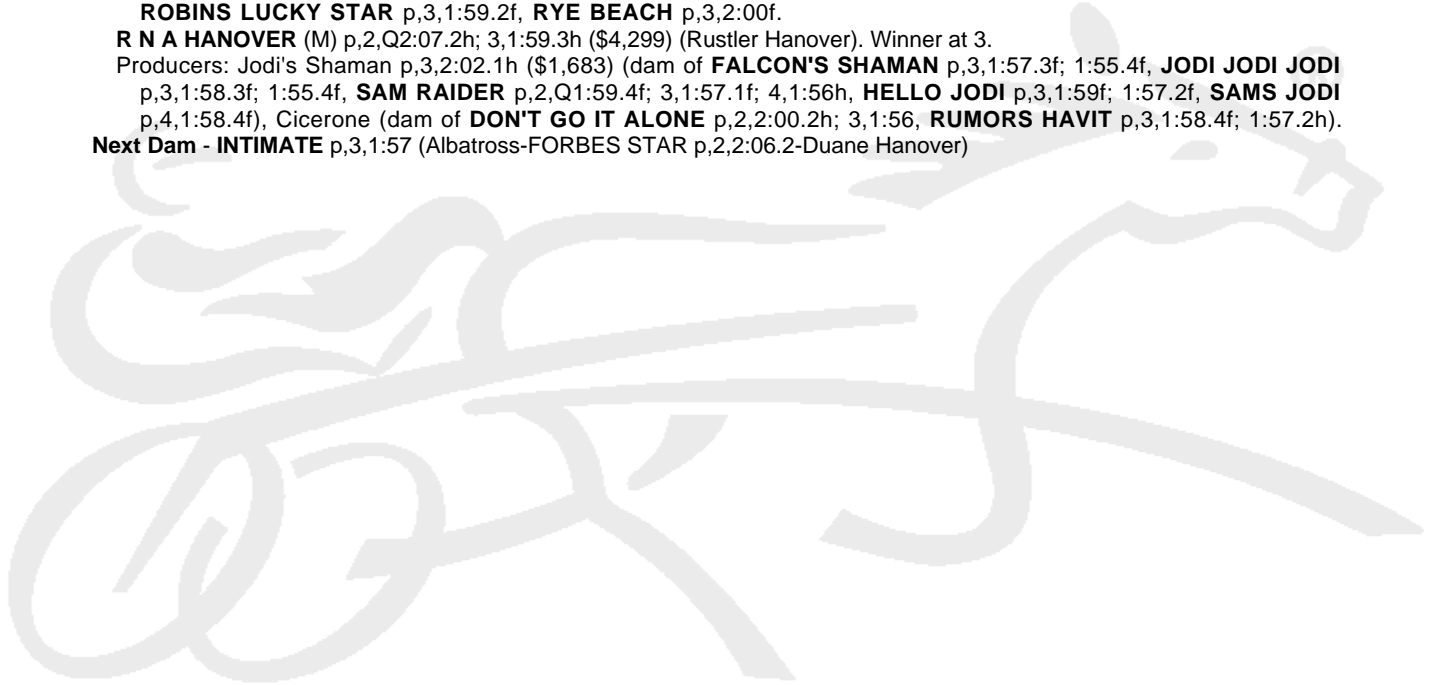 ROBINS LUCKY STAR p,3,1:59.2f, RYE BEACH p,3,2:00f.
R N A HANOVER (M) p,2,Q2:07.2h; 3,1:59.3h ($4,299) (Rustler Hanover). Winner at 3.
Producers: Jodi's Shaman p,3,2:02.1h ($1,683) (dam of FALCON'S SHAMAN p,3,1:57.3f; 1:55.4f, JODI JODI JODI
p,3,1:58.3f; 1:55.4f, SAM RAIDER p,2,Q1:59.4f; 3,1:57.1f; 4,1:56h, HELLO JODI p,3,1:59f; 1:57.2f, SAMS JODI
p,4,1:58.4f), Cicerone (dam of DON'T GO IT ALONE p,2,2:00.2h; 3,1:56, RUMORS HAVIT p,3,1:58.4f; 1:57.2h).
Next Dam - INTIMATE p,3,1:57 (Albatross-FORBES STAR p,2,2:06.2-Duane Hanover)
®